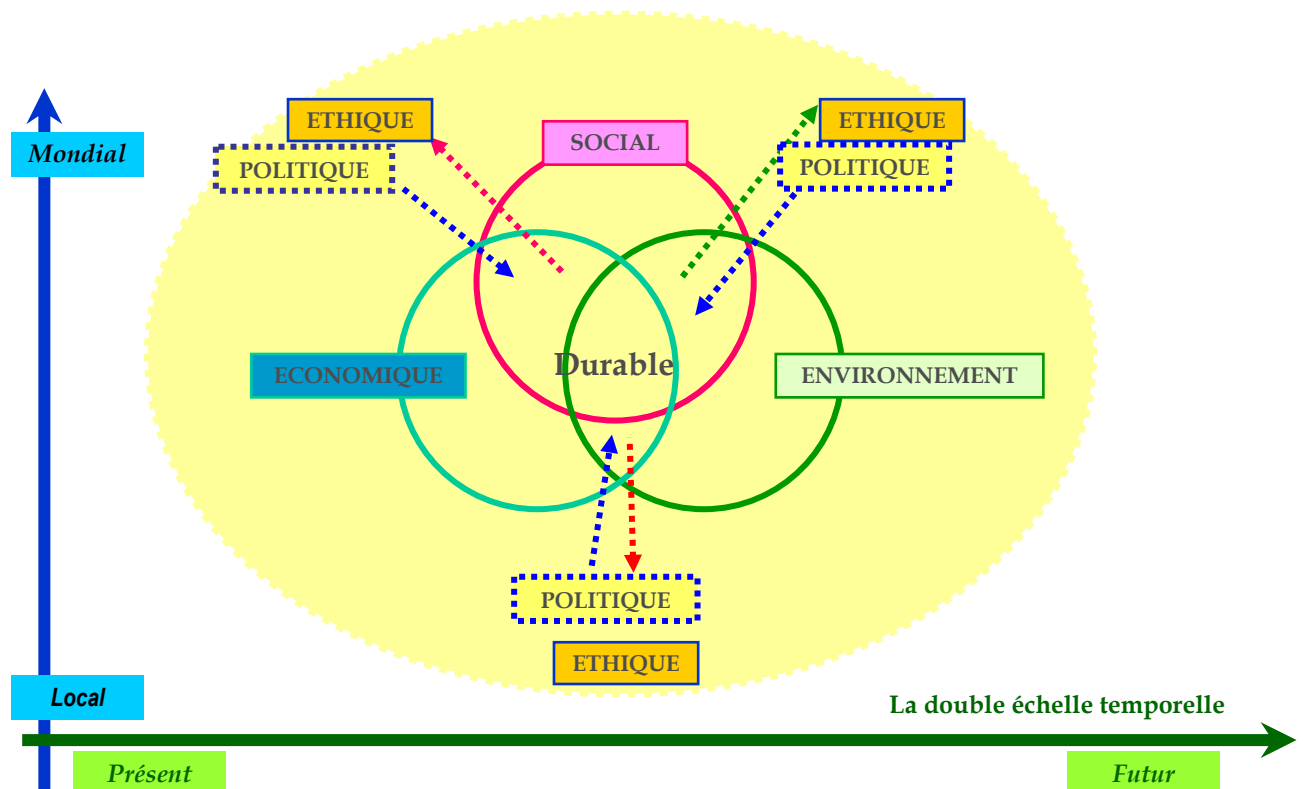 ETHIQUE
ETHIQUE
SOCIAL
Mondial
POLITIQUE
POLITIQUE
Durable
ECONOMIQUE
ENVIRONNEMENT
POLITIQUE
ETHIQUE
Local
La double échelle temporelle
Présent
Futur